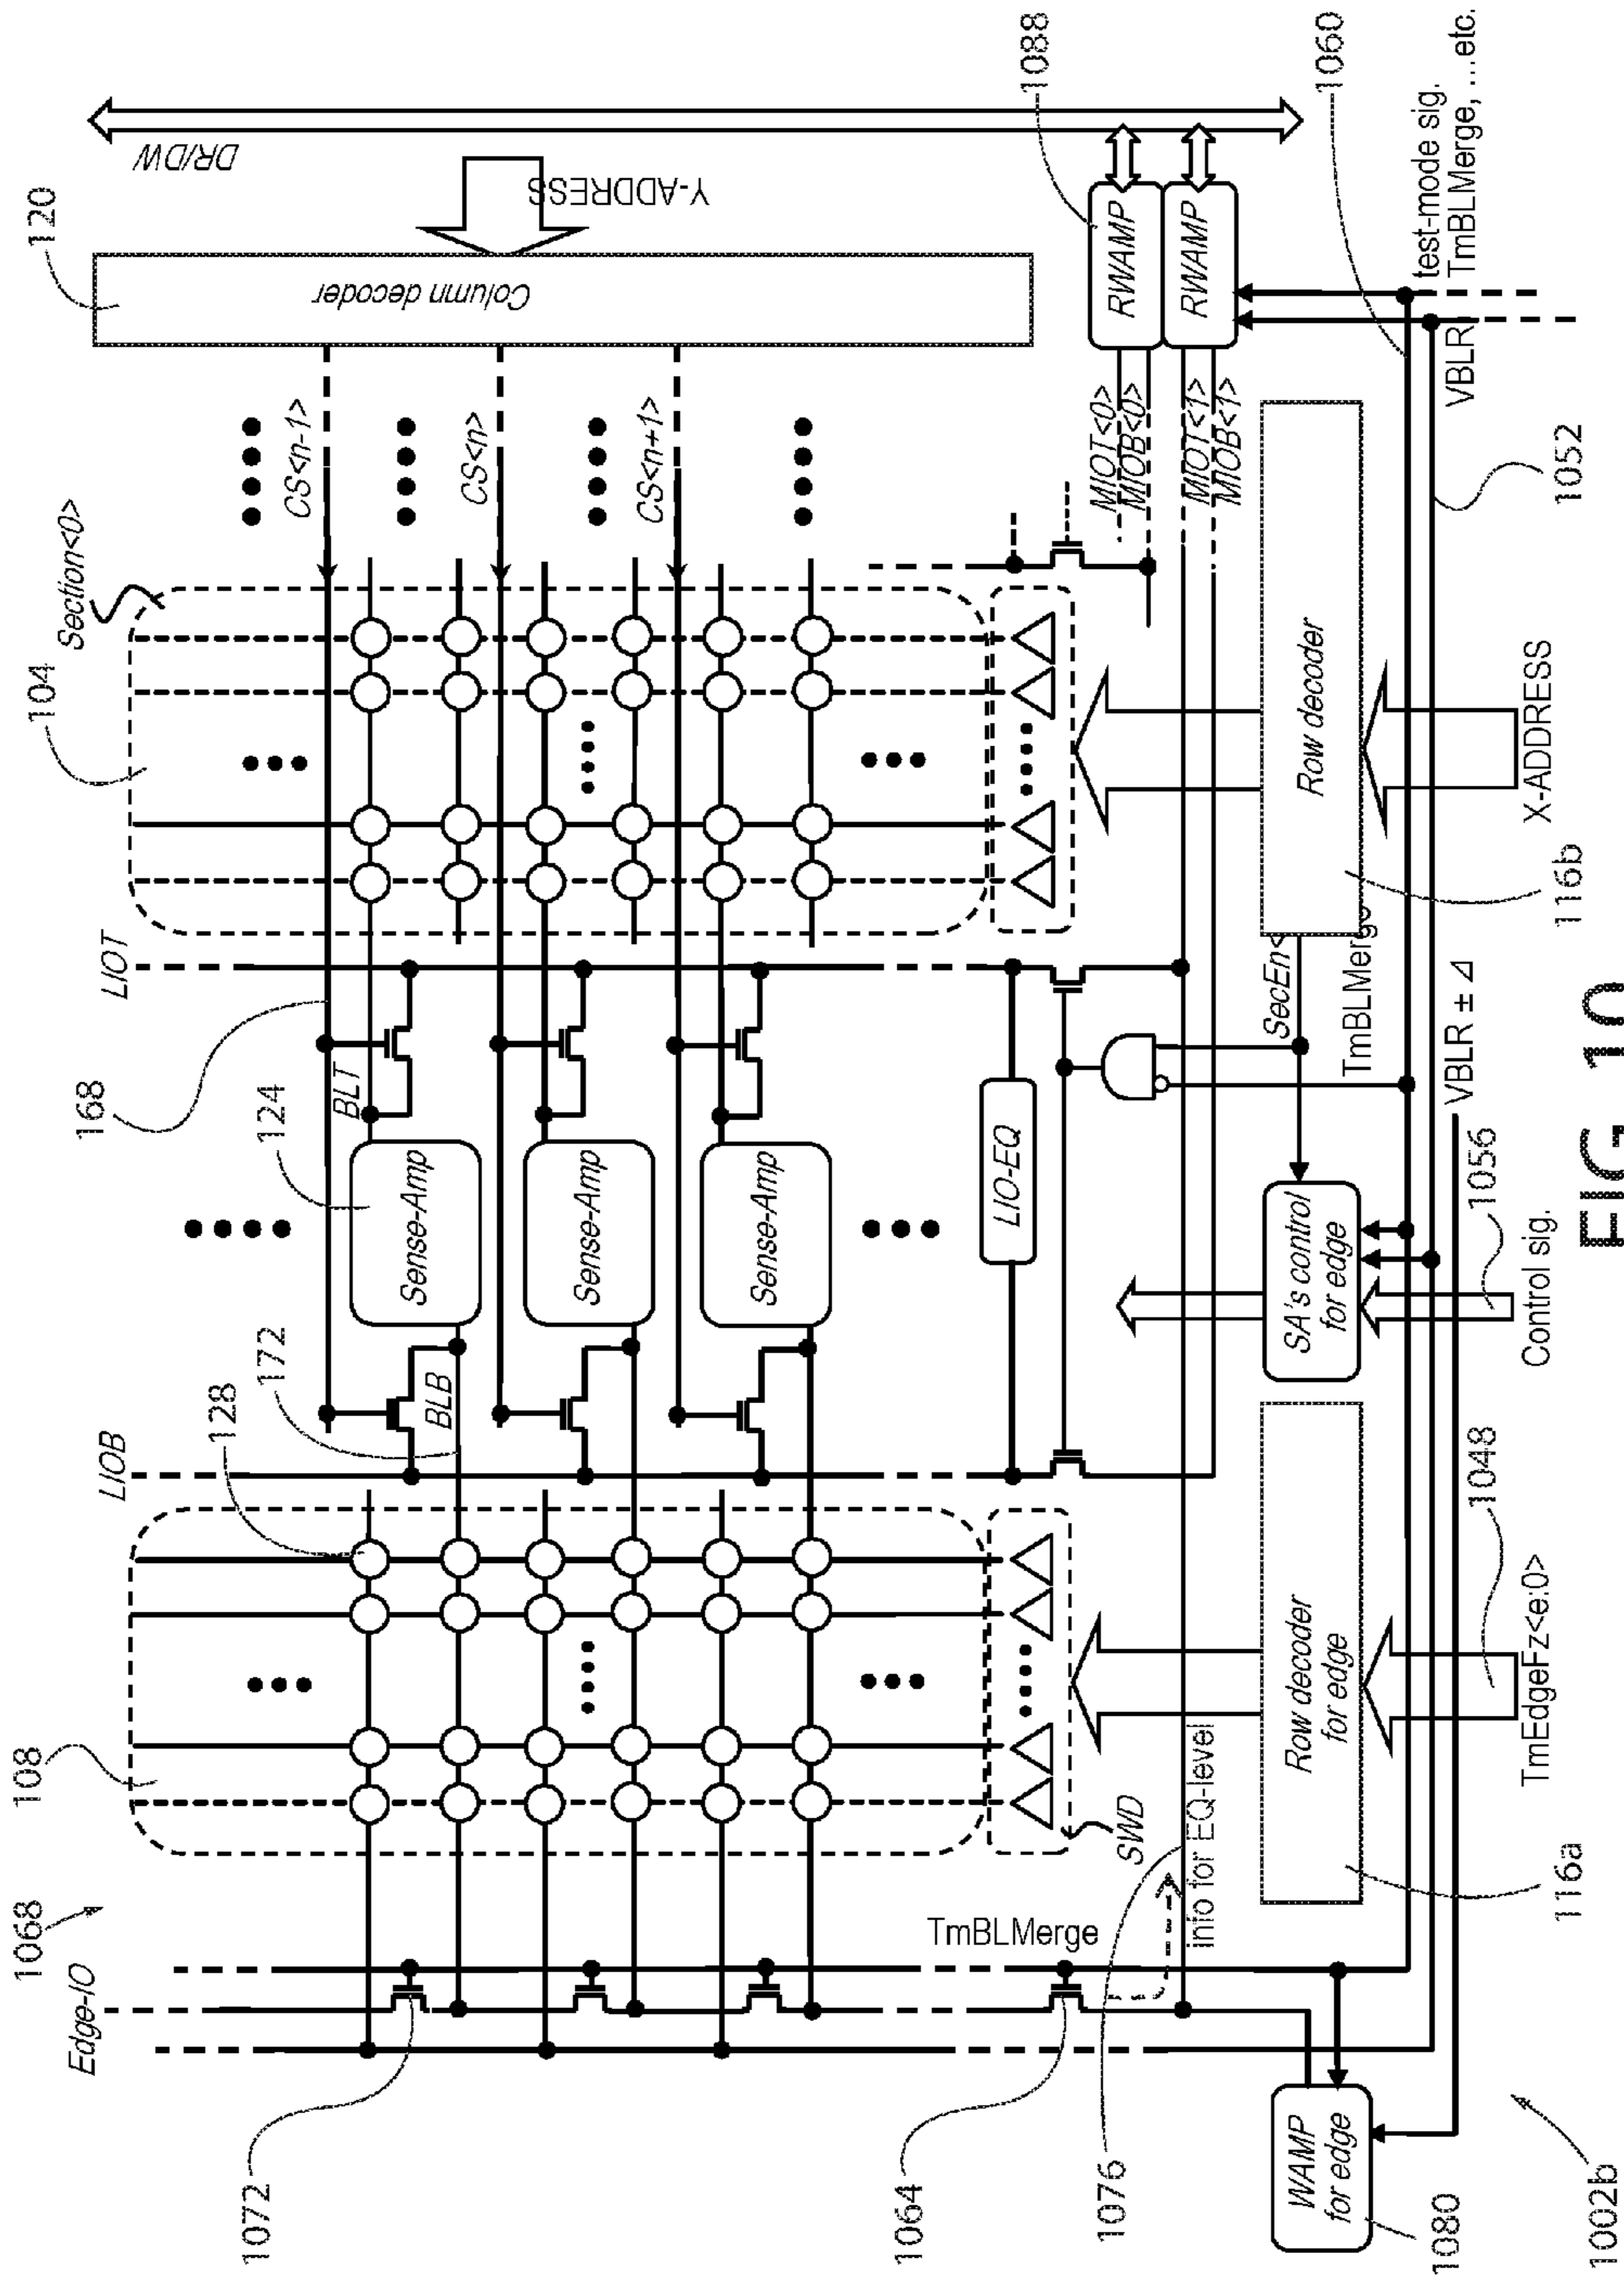 1068
108
Edge-IO
1072
1064
1076
WAMP
for edge
1080
1002b
TmBLMerge
info for EQ-level
SWD
Row decoder
for edge
116a
TmEdgeFz<e:0>
1048
LIOB
128
172
BLB
Sense-Amp
Sense-Amp
Sense-Amp
124
BLT
168
LIOT
LIO-EQ
SA's control
for edge
Control sig.
1056
VBLR ± Δ
SecEn<
TmBLMerge
104
Section<0>
Row decoder
116b
X-ADDRESS
CS<n-1>
CS<n>
CS<n+1>
MIOT<0>
MIOB<0>
MIOT<1>
MIOB<1>
120
Column decoder
Y-ADDRESS
DR/DW
RWAMP
RWAMP
1088
1052
VBLR
test-mode sig.
TmBLMerge, ...etc.
1060
FIG. 10